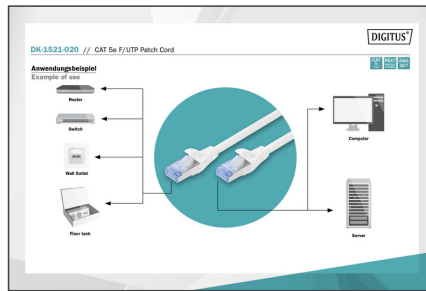 DIGITUS®
DK-1521-020 // CAT 5e F/UTP Patch Cord
Anwendungsbeispiel
Example of use
Router
Switch
Wall Outlet
Floor tank
Computer
Server